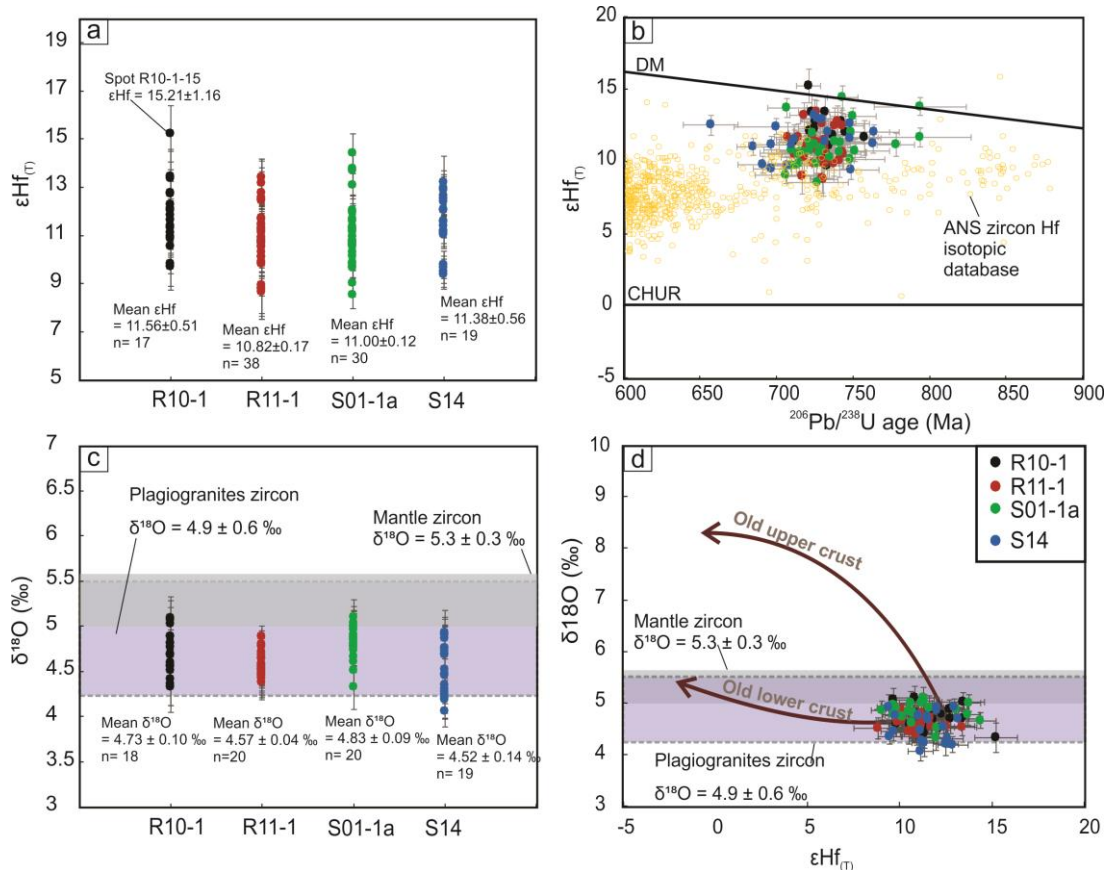 a
19
17
15
13
11
9
7
5
εHf(T)
Spot R10-1-15
εHf = 15.21±1.16
Mean εHf
= 11.56±0.51
n= 17
Mean εHf
= 10.82±0.17
n= 38
Mean εHf
= 11.00±0.12
n= 30
Mean εHf
= 11.38±0.56
n= 19
R10-1
R11-1
S01-1a
S14
b
20
15
10
5
0
-5
εHf(T)
DM
CHUR
ANS zircon Hf
isotopic
database
600
650
700
750
800
850
900
²⁰⁶Pb/²³⁸U age (Ma)
c
7
6.5
6
5.5
5
4.5
4
3.5
3
δ¹⁸O (‰)
Plagiogranites zircon
δ¹⁸O = 4.9 ± 0.6 ‰
Mantle zircon
δ¹⁸O = 5.3 ± 0.3 ‰
Mean δ¹⁸O
= 4.73 ± 0.10 ‰
n= 18
Mean δ¹⁸O
= 4.57 ± 0.04 ‰
n=20
Mean δ¹⁸O
= 4.83 ± 0.09 ‰
n= 20
Mean δ¹⁸O
= 4.52 ± 0.14 ‰
n= 19
R10-1
R11-1
S01-1a
S14
d
10
9
8
7
6
5
4
3
δ18O (‰)
R10-1
R11-1
S01-1a
S14
Old upper crust
Mantle zircon
δ¹⁸O = 5.3 ± 0.3 ‰
Old lower crust
Plagiogranites zircon
δ¹⁸O = 4.9 ± 0.6 ‰
-5
0
5
10
15
20
εHf(T)